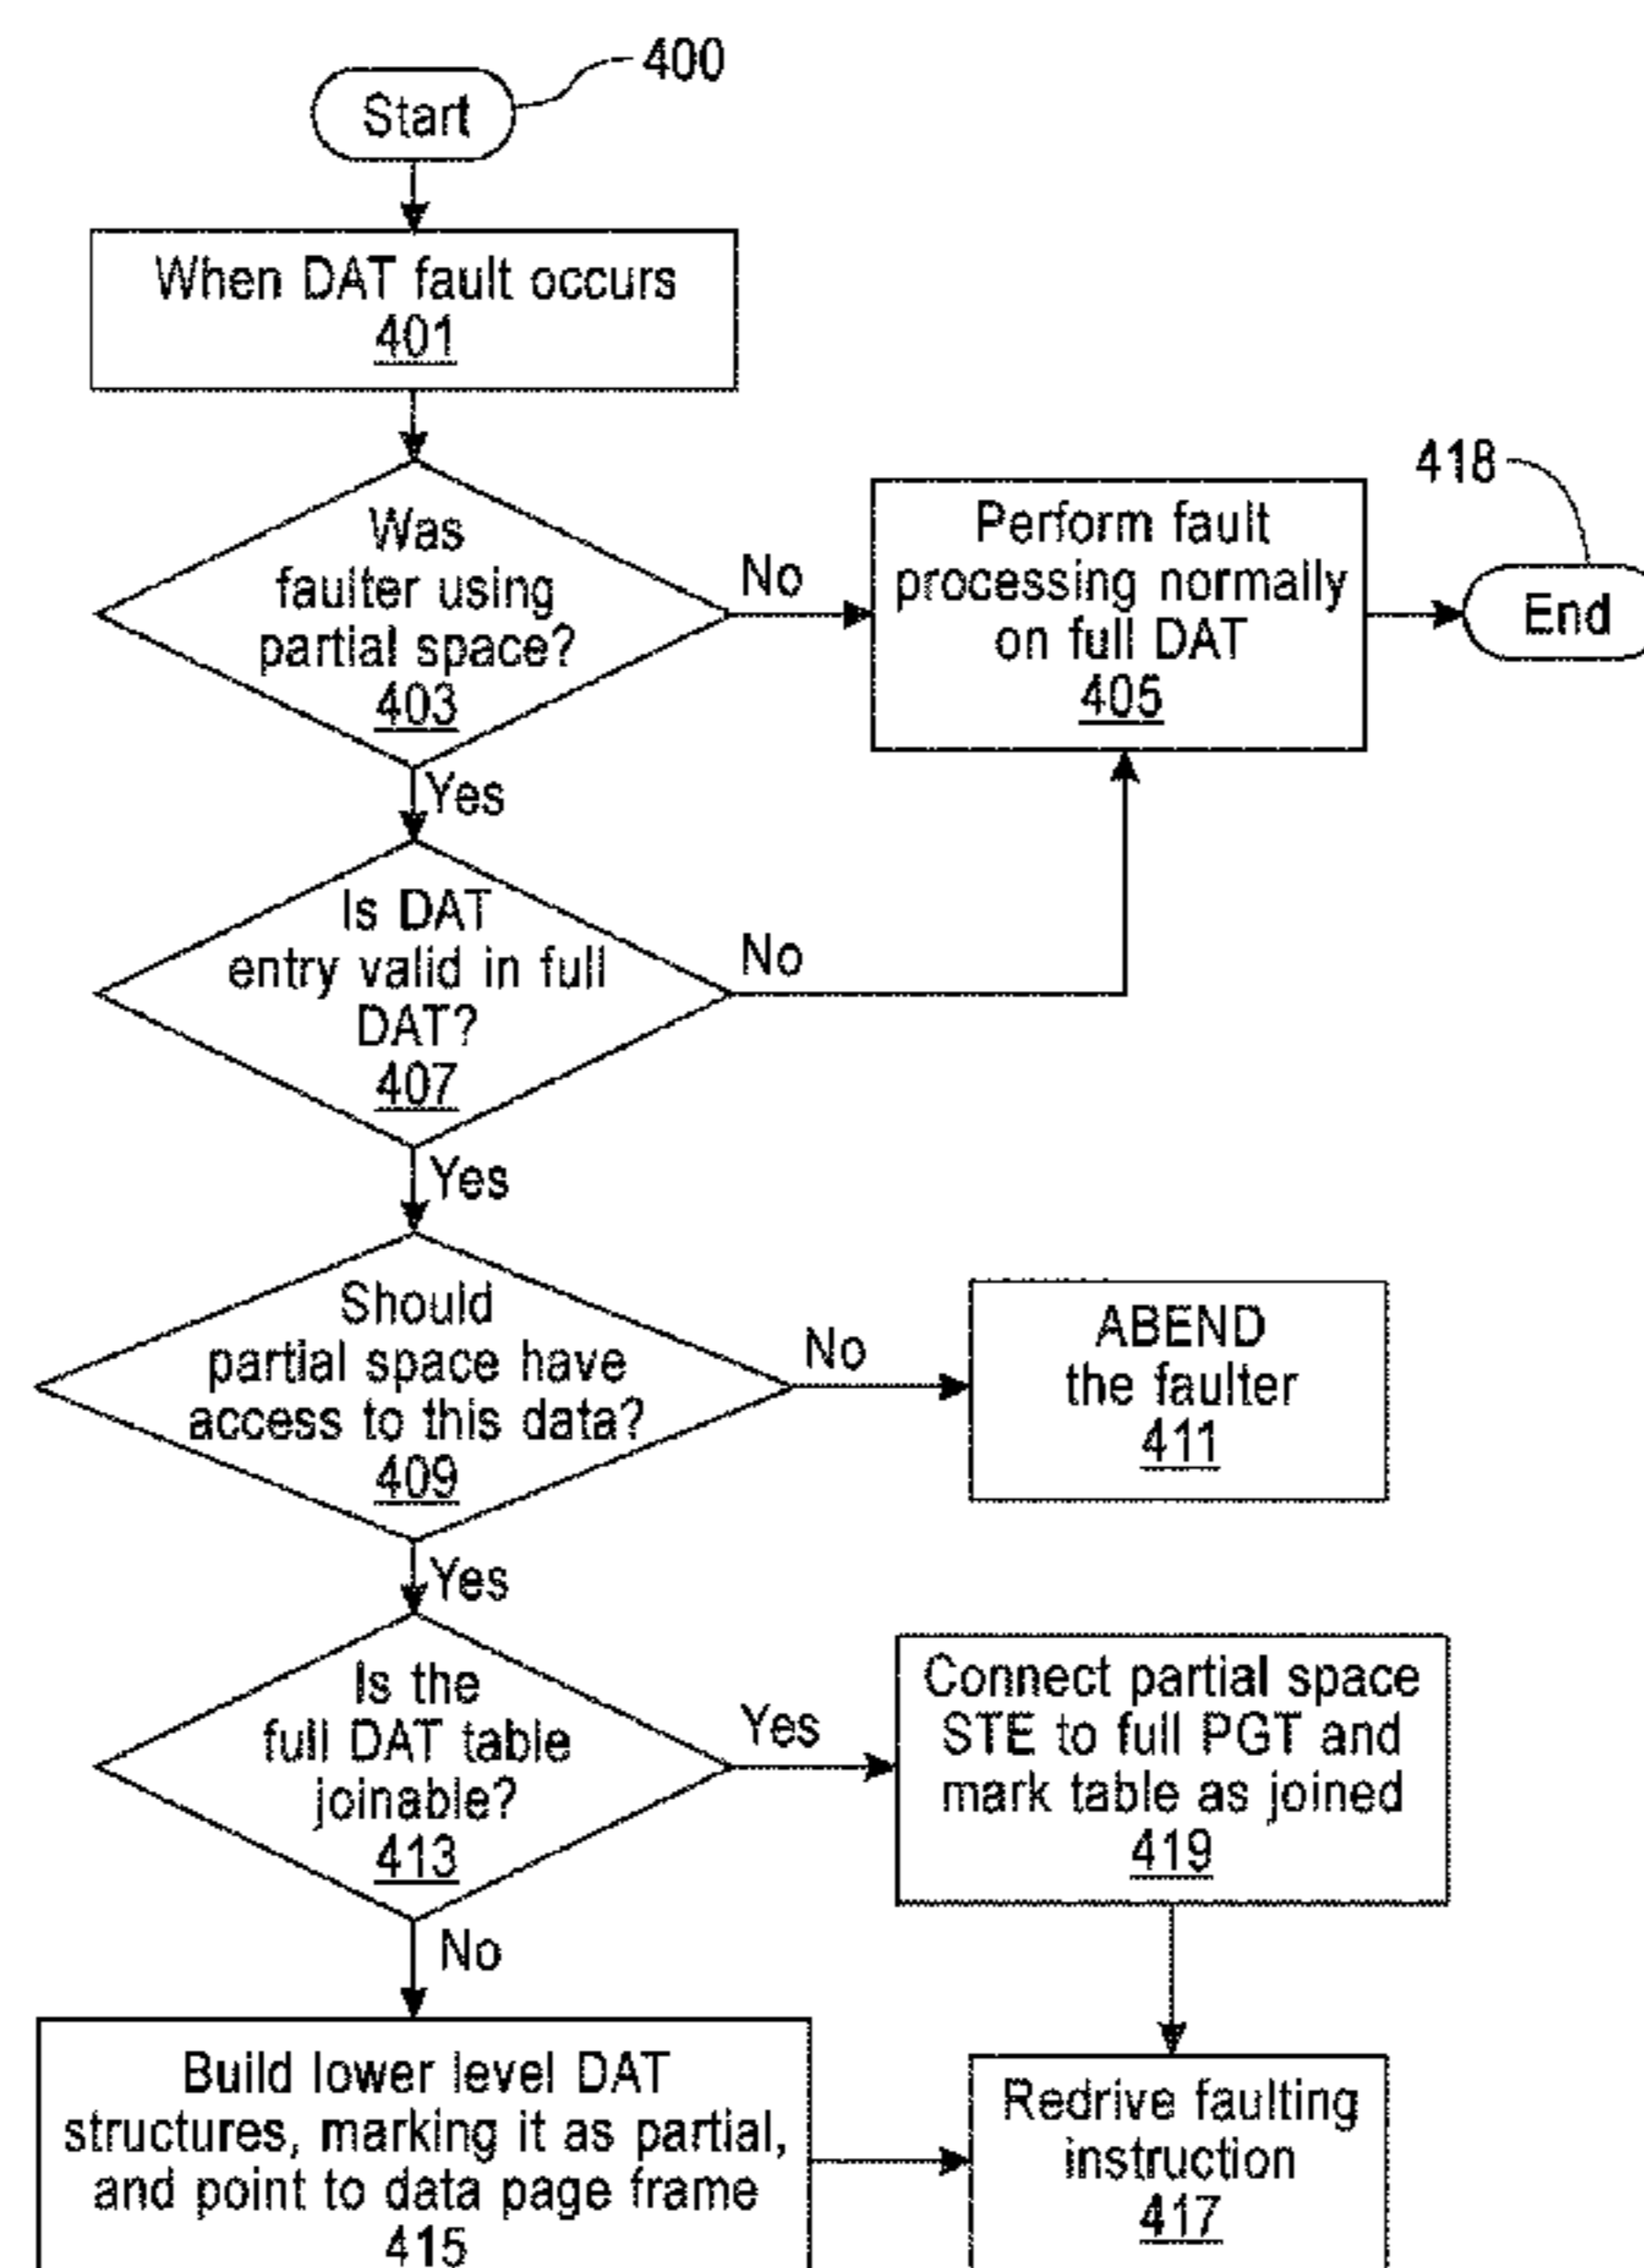 400
Start
When DAT fault occurs
401
418
Was
faulter using
partial space?
403
No
Perform fault
processing normally
on full DAT
405
End
Yes
Is DAT
entry valid in full
DAT?
407
No
Yes
Should
partial space have
access to this data?
409
No
ABEND
the faulter
411
Yes
Is the
full DAT table
joinable?
413
Yes
Connect partial space
STE to full PGT and
mark table as joined
419
No
Build lower level DAT
structures, marking it as partial,
and point to data page frame
415
Redrive faulting
instruction
417